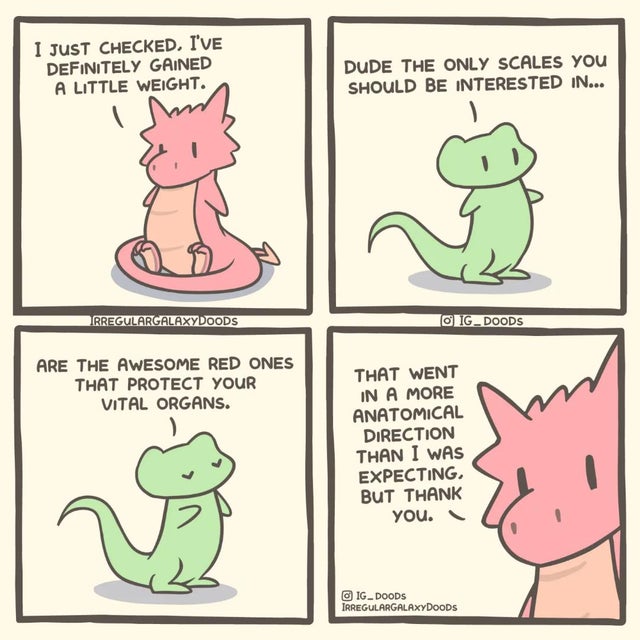 I JUST CHECKED. I'VE
DEFINITELY GAINED
A LITTLE WEIGHT.
DUDE THE ONLY SCALES YOU
SHOULD BE INTERESTED IN...
IRREGULARGALAXYDOODS
IG_DOODS
ARE THE AWESOME RED ONES
THAT PROTECT YOUR
VITAL ORGANS.
THAT WENT
IN A MORE
ANATOMICAL
DIRECTION
THAN I WAS
EXPECTING,
BUT THANK
YOU.
IG_DOODS
IRREGULARGALAXYDOODS